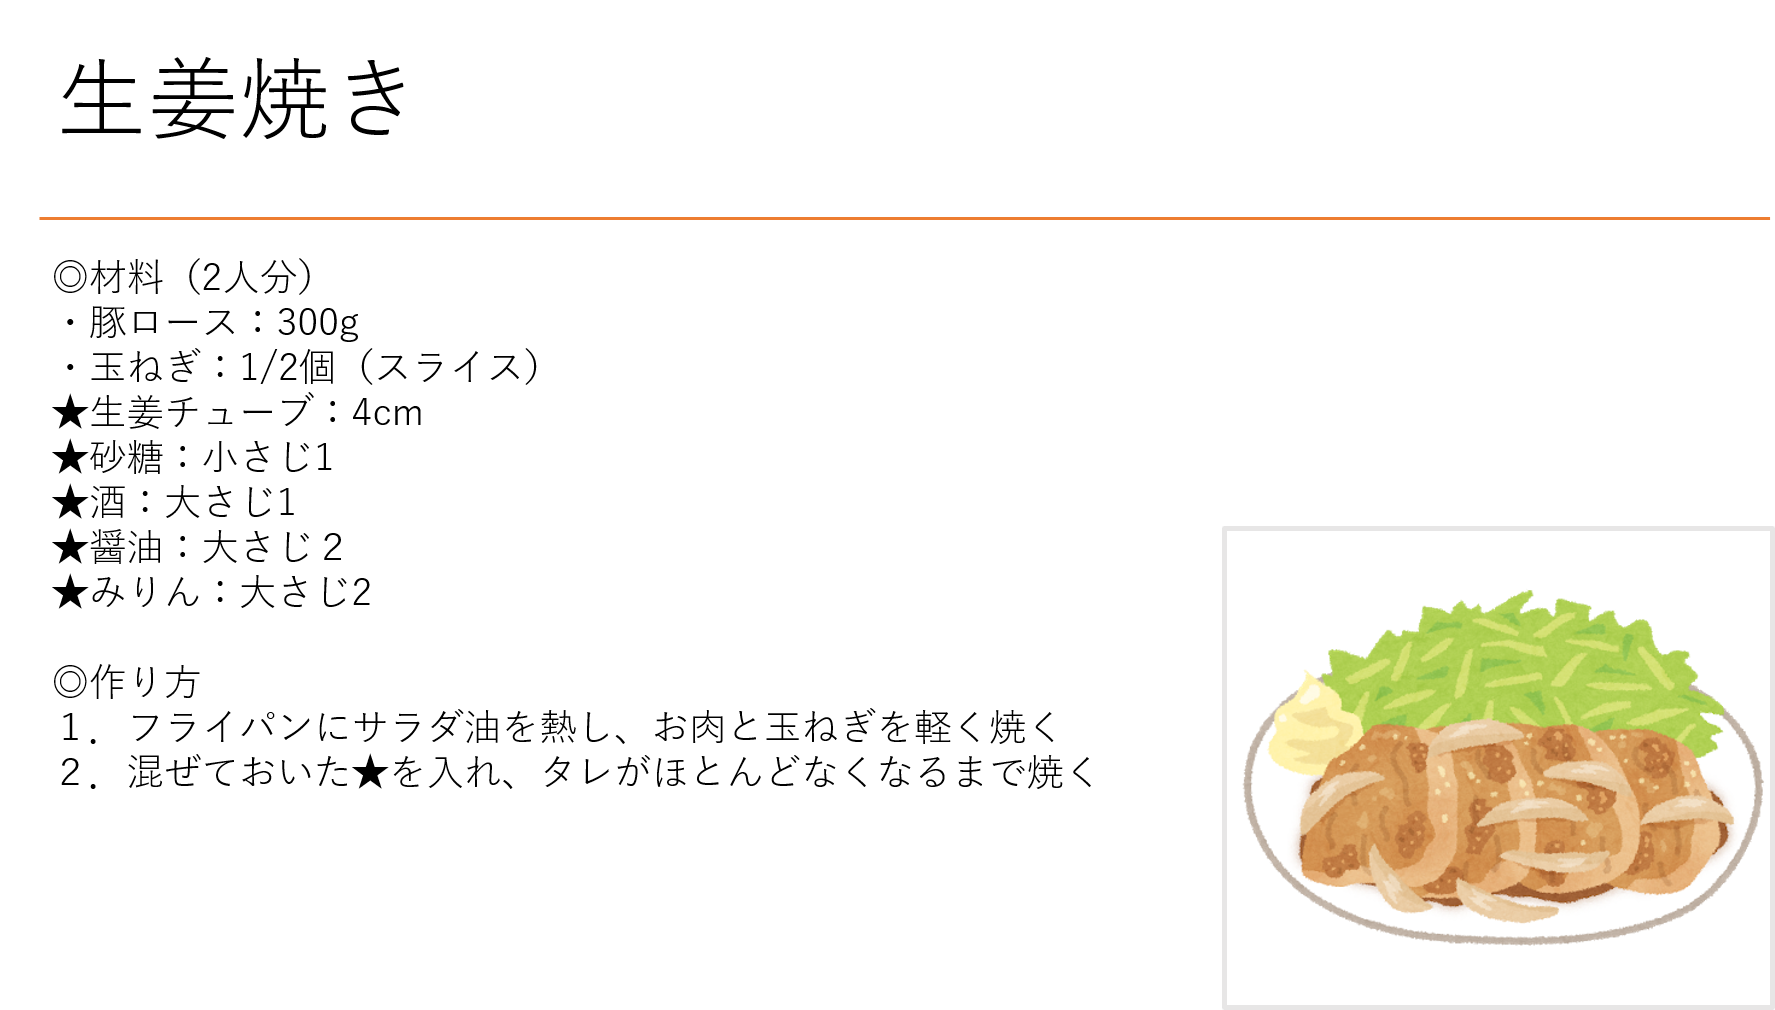 生姜焼き
◎材料（2人分）
・豚ロース：300g
・玉ねぎ：1/2個（スライス）
★生姜チューブ：4cm
★砂糖：小さじ1
★酒：大さじ1
★醤油：大さじ２
★みりん：大さじ2
◎作り方
１．フライパンにサラダ油を熱し、お肉と玉ねぎを軽く焼く
２．混ぜておいた★を入れ、タレがほとんどなくなるまで焼く